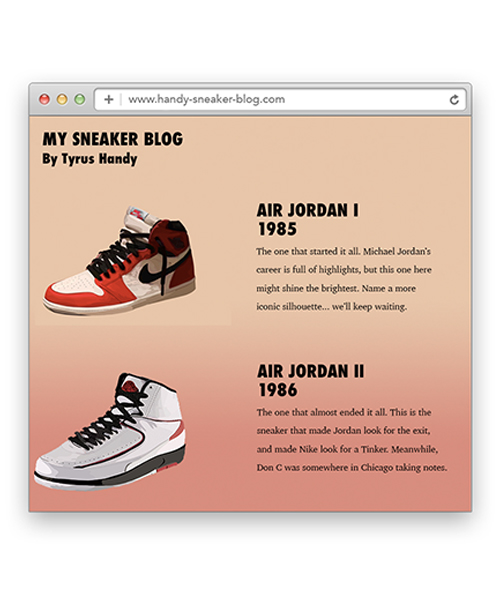 www.handy-sneaker-blog.com
MY SNEAKER BLOG
By Tyrus Handy
AIR JORDAN I
1985
The one that started it all. Michael Jordan's
career is full of highlights, but this one here
might shine the brightest. Name a more
iconic silhouette... we'll keep waiting.
AIR JORDAN II
1986
The one that almost ended it all. This is the
sneaker that made Jordan look for the exit,
and made Nike look for a Tinker. Meanwhile,
Don C was somewhere in Chicago taking notes.